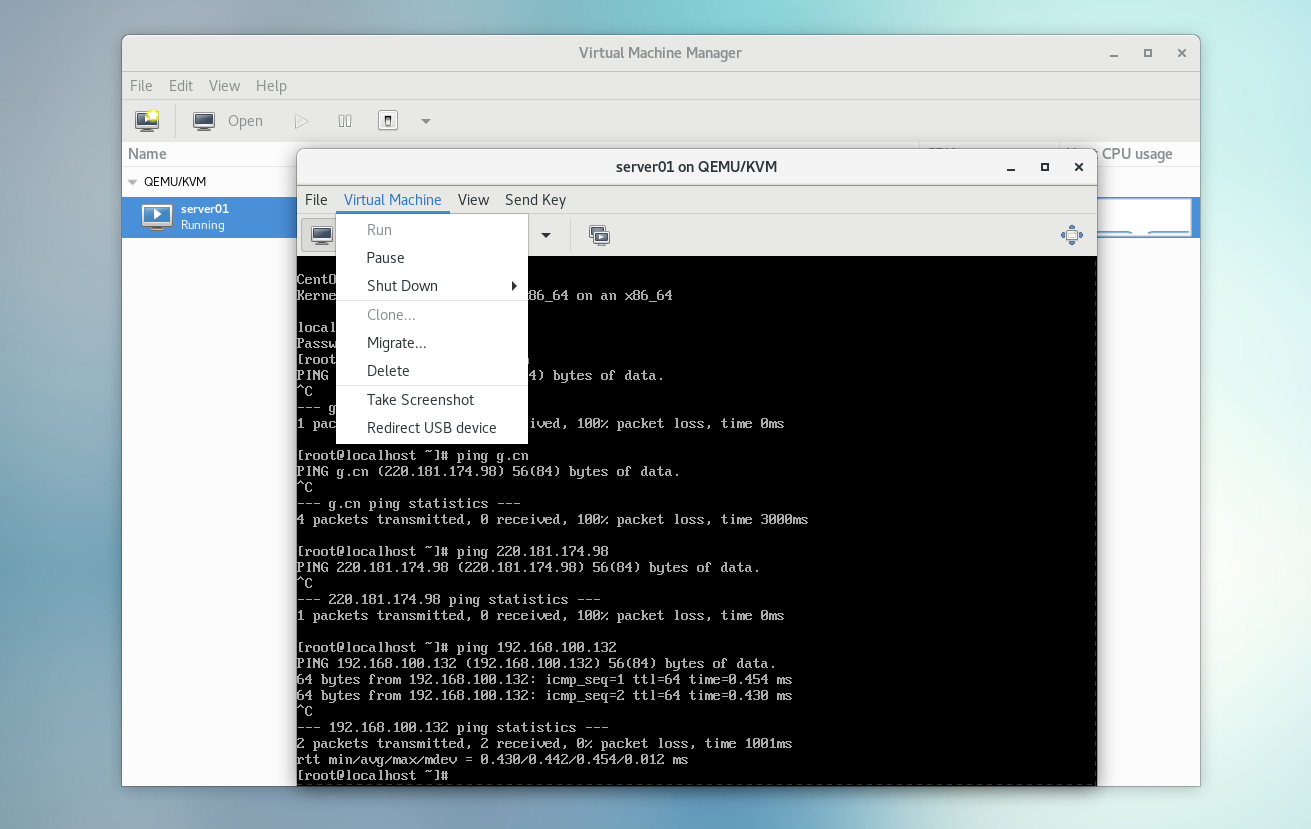 Virtual Machine Manager
File Edit View Help
Open
Name CPU usage
QEMU/KVM
server01
Running
server01 on QEMU/KVM
File Virtual Machine View Send Key
Run
Pause
Shut Down
Clone...
Migrate...
Delete
Take Screenshot
Redirect USB device
CentO
Kerne 86_64 on an x86_64
local
Passw
[root
PING 4) bytes of data.
^C
--- g
1 pac ived, 100% packet loss, time 0ms
[root@localhost ~]# ping g.cn
PING g.cn (220.181.174.98) 56(84) bytes of data.
^C
--- g.cn ping statistics ---
4 packets transmitted, 0 received, 100% packet loss, time 3000ms
[root@localhost ~]# ping 220.181.174.98
PING 220.181.174.98 (220.181.174.98) 56(84) bytes of data.
^C
--- 220.181.174.98 ping statistics ---
1 packets transmitted, 0 received, 100% packet loss, time 0ms
[root@localhost ~]# ping 192.168.100.132
PING 192.168.100.132 (192.168.100.132) 56(84) bytes of data.
64 bytes from 192.168.100.132: icmp_seq=1 ttl=64 time=0.454 ms
64 bytes from 192.168.100.132: icmp_seq=2 ttl=64 time=0.430 ms
^C
--- 192.168.100.132 ping statistics ---
2 packets transmitted, 2 received, 0% packet loss, time 1001ms
rtt min/avg/max/mdev = 0.430/0.442/0.454/0.012 ms
[root@localhost ~]#